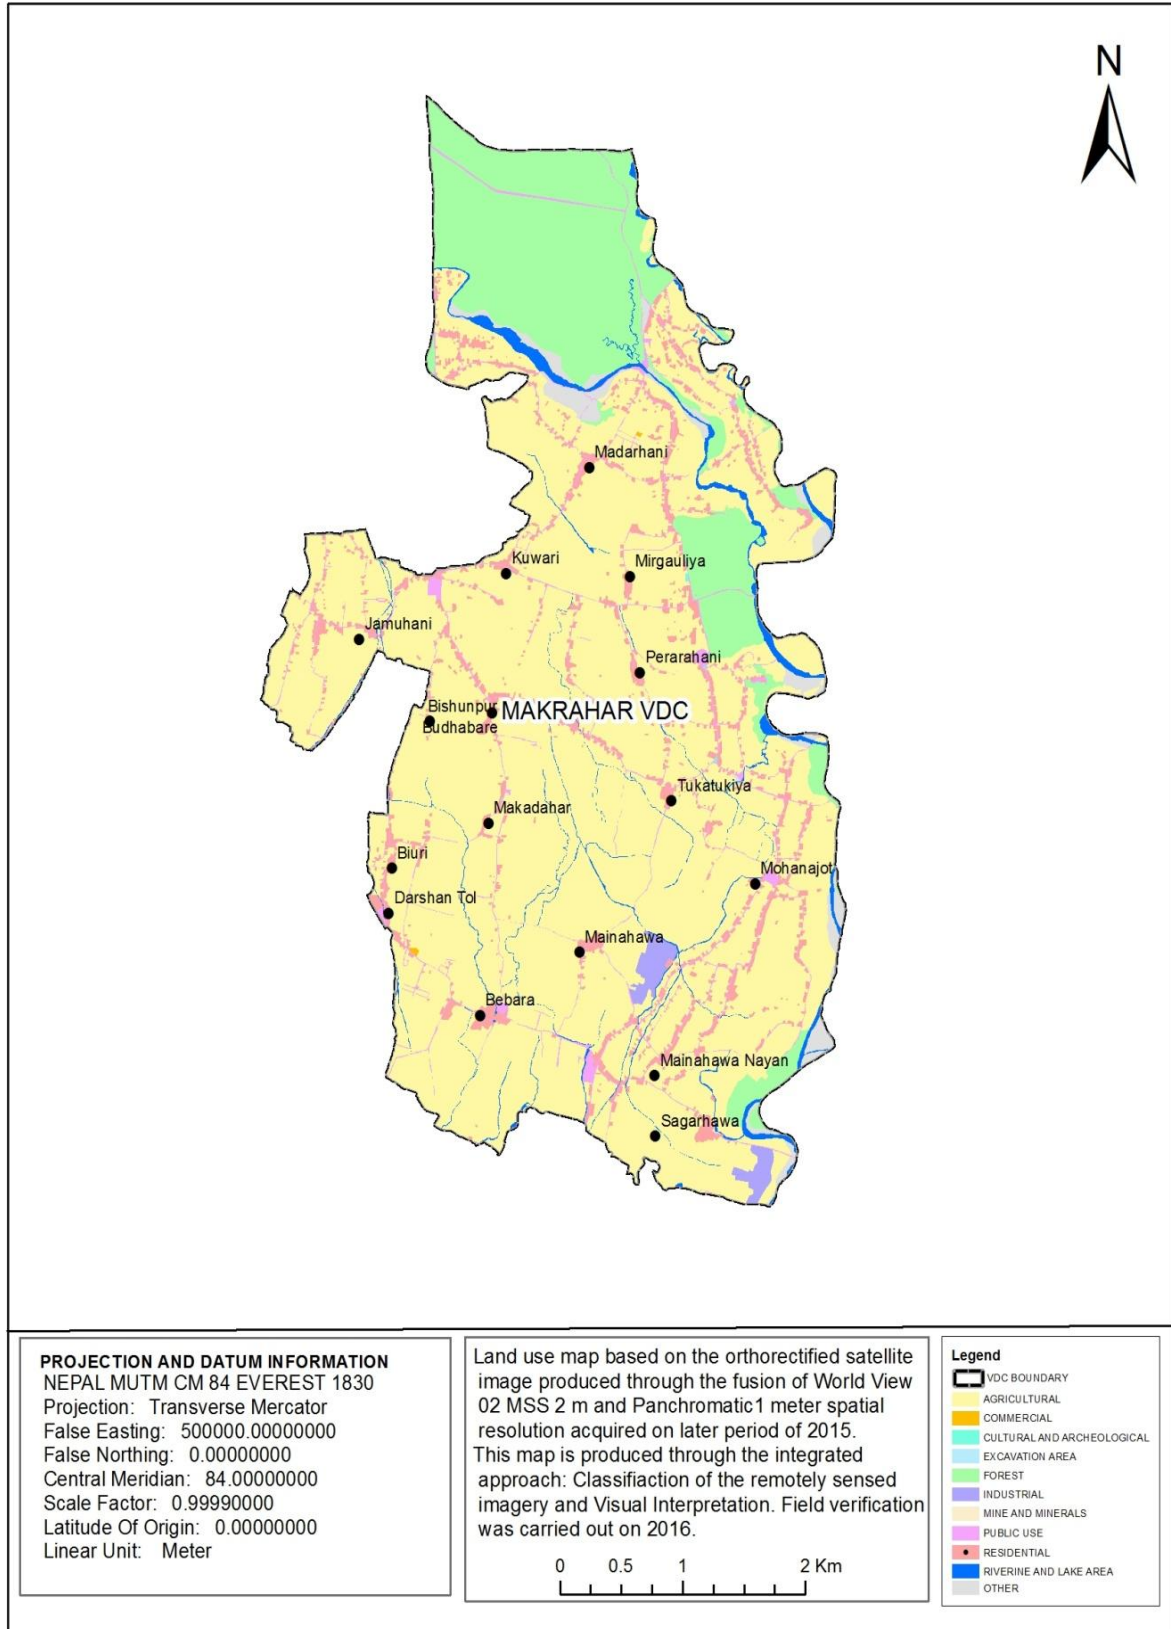 N
Madarhani
Kuwari
Mirgauliya
Jamuhani
Perarahani
Bishunpur
Budhabare
MAKRAHAR VDC
Tukatukiya
Makadahar
Biuri
Mohanajot
Darshan Tol
Mainahawa
Bebara
Mainahawa Nayan
Sagarhawa
PROJECTION AND DATUM INFORMATION
NEPAL MUTM CM 84 EVEREST 1830
Projection: Transverse Mercator
False Easting: 500000.00000000
False Northing: 0.00000000
Central Meridian: 84.00000000
Scale Factor: 0.99990000
Latitude Of Origin: 0.00000000
Linear Unit: Meter
Land use map based on the orthorectified satellite
image produced through the fusion of World View
02 MSS 2 m and Panchromatic1 meter spatial
resolution acquired on later period of 2015.
This map is produced through the integrated
approach: Classifiaction of the remotely sensed
imagery and Visual Interpretation. Field verification
was carried out on 2016.
0 0.5 1 2 Km
Legend
VDC BOUNDARY
AGRICULTURAL
COMMERCIAL
CULTURAL AND ARCHEOLOGICAL
EXCAVATION AREA
FOREST
INDUSTRIAL
MINE AND MINERALS
PUBLIC USE
RESIDENTIAL
RIVERINE AND LAKE AREA
OTHER